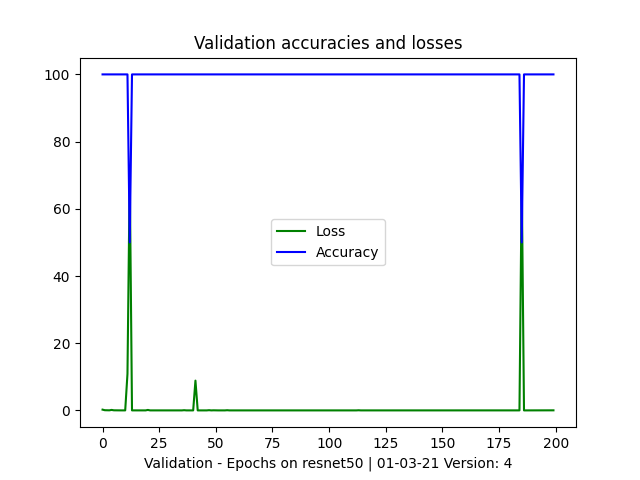 Validation accuracies and losses
100
80
60
40
20
0
Loss
Accuracy
0 25 50 75 100 125 150 175 200
Validation - Epochs on resnet50 | 01-03-21 Version: 4